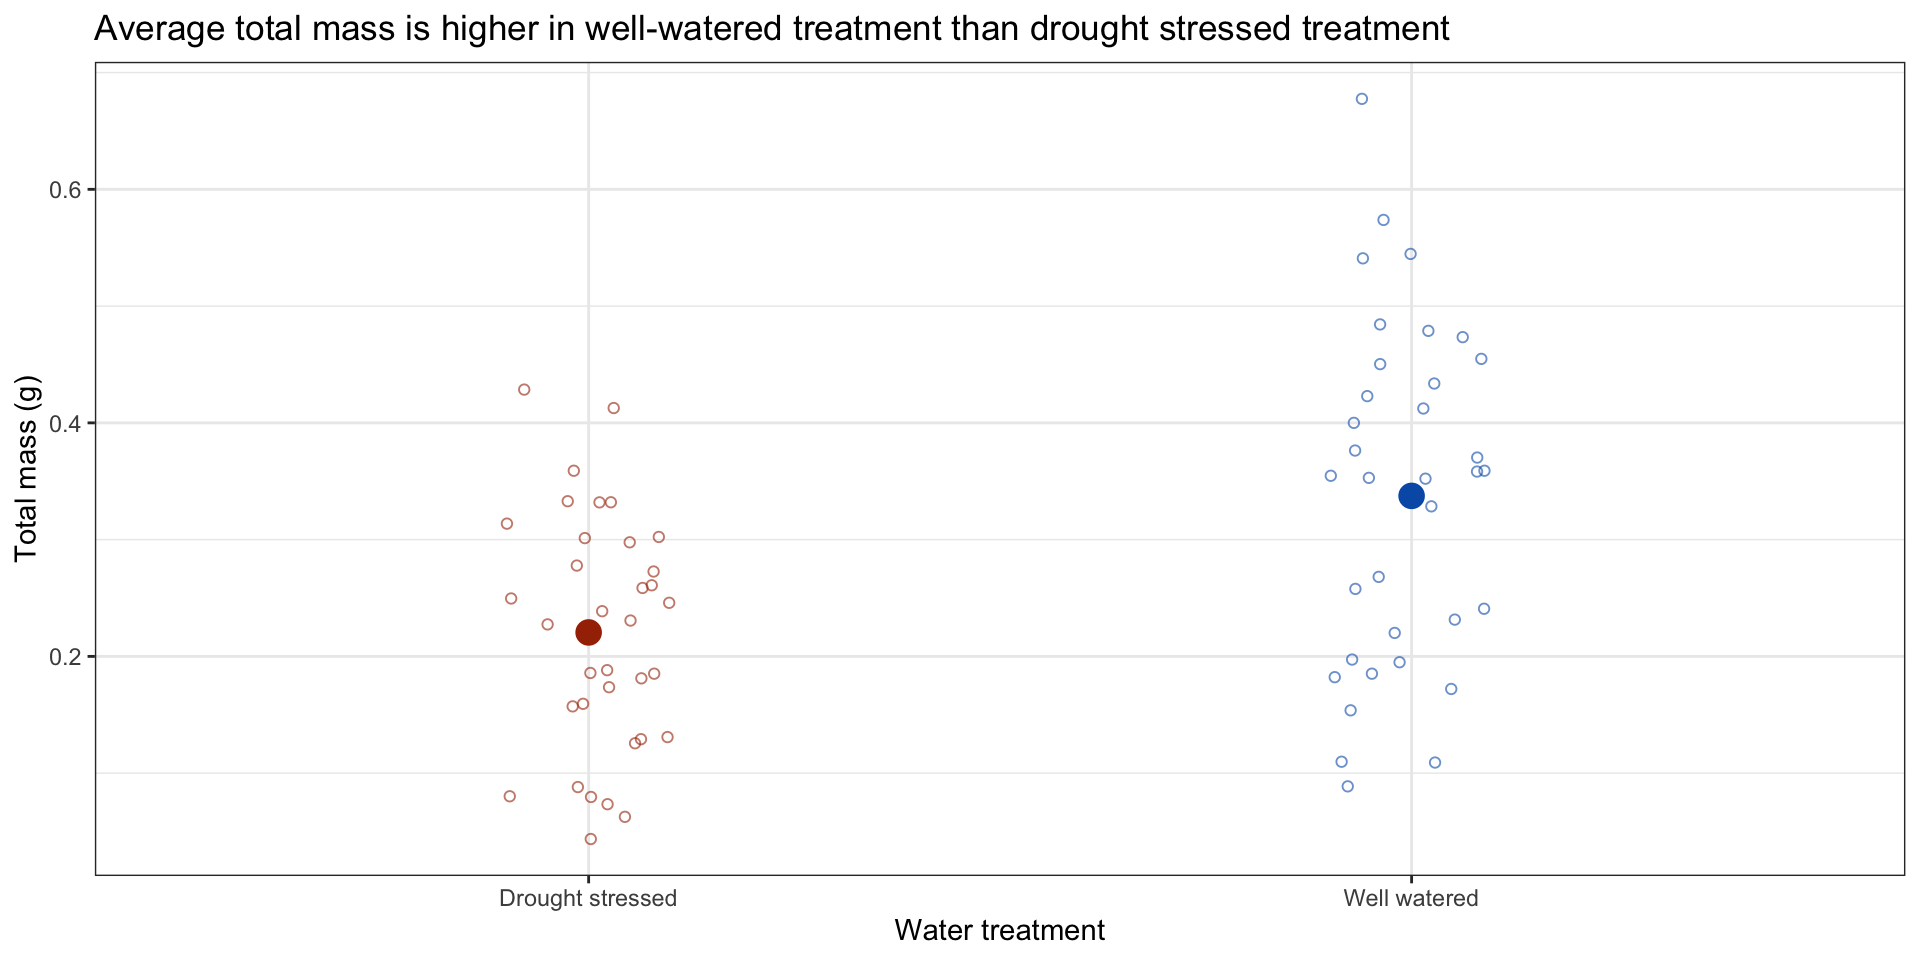 Average total mass is higher in well-watered treatment than drought stressed treatment
Total mass (g)
0.6
0.4
0.2
Drought stressed
Well watered
Water treatment